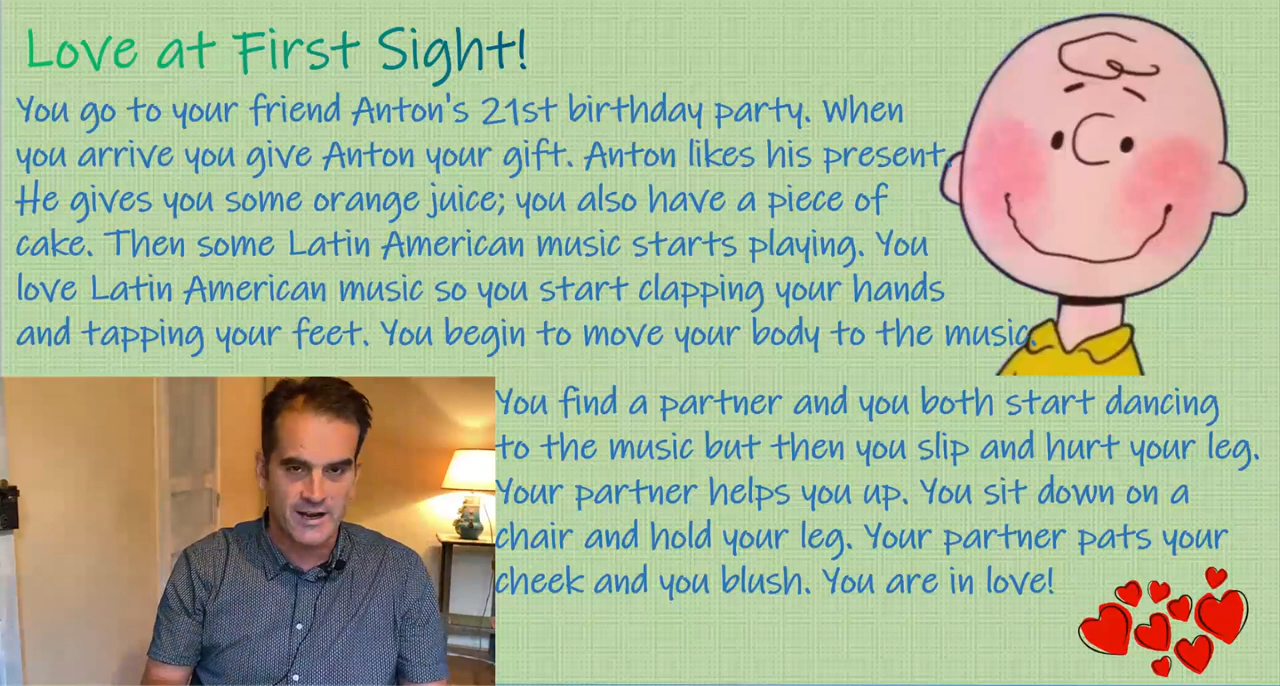 Love at First Sight!
You go to your friend Anton's 21st birthday party. When
you arrive you give Anton your gift. Anton likes his present.
He gives you some orange juice; you also have a piece of
cake. Then some Latin American music starts playing. You
love Latin American music so you start clapping your hands
and tapping your feet. You begin to move your body to the music.
You find a partner and you both start dancing
to the music but then you slip and hurt your leg.
Your partner helps you up. You sit down on a
chair and hold your leg. Your partner pats your
cheek and you blush. You are in love!